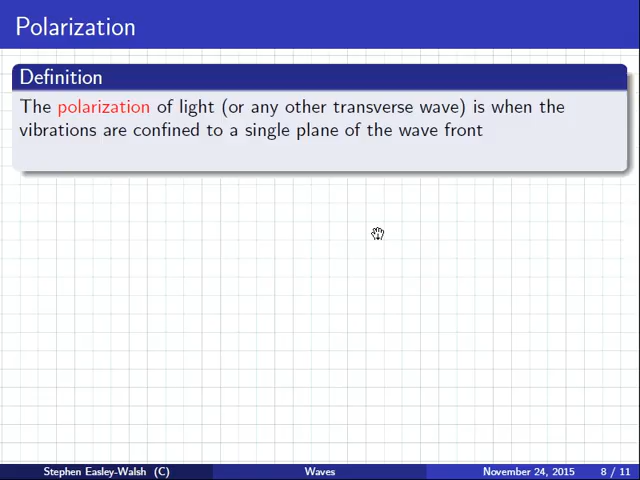 Polarization
Definition
The polarization of light (or any other transverse wave) is when the
vibrations are confined to a single plane of the wave front
Stephen Easley-Walsh (C) Waves November 24, 2015 8 / 11